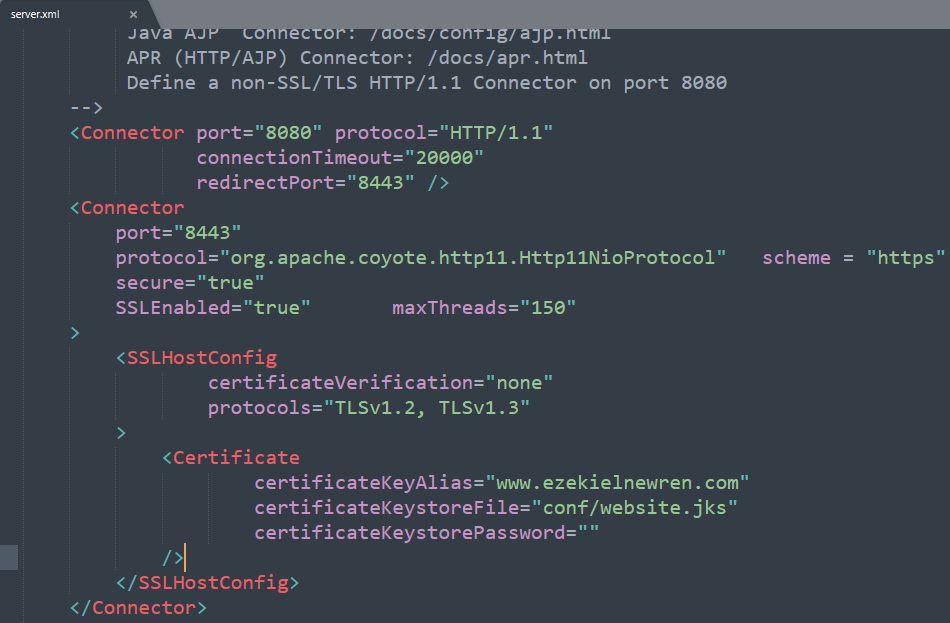 server.xml ×
Java AJP  Connector: /docs/config/ajp.html
APR (HTTP/AJP) Connector: /docs/apr.html
Define a non-SSL/TLS HTTP/1.1 Connector on port 8080
-->
<Connector port="8080" protocol="HTTP/1.1"
connectionTimeout="20000"
redirectPort="8443" />
<Connector
port="8443"
protocol="org.apache.coyote.http11.Http11NioProtocol"   scheme = "https"
secure="true"
SSLEnabled="true"       maxThreads="150"
>
<SSLHostConfig
certificateVerification="none"
protocols="TLSv1.2, TLSv1.3"
>
<Certificate
certificateKeyAlias="www.ezekielnewren.com"
certificateKeystoreFile="conf/website.jks"
certificateKeystorePassword=""
/>
</SSLHostConfig>
</Connector>